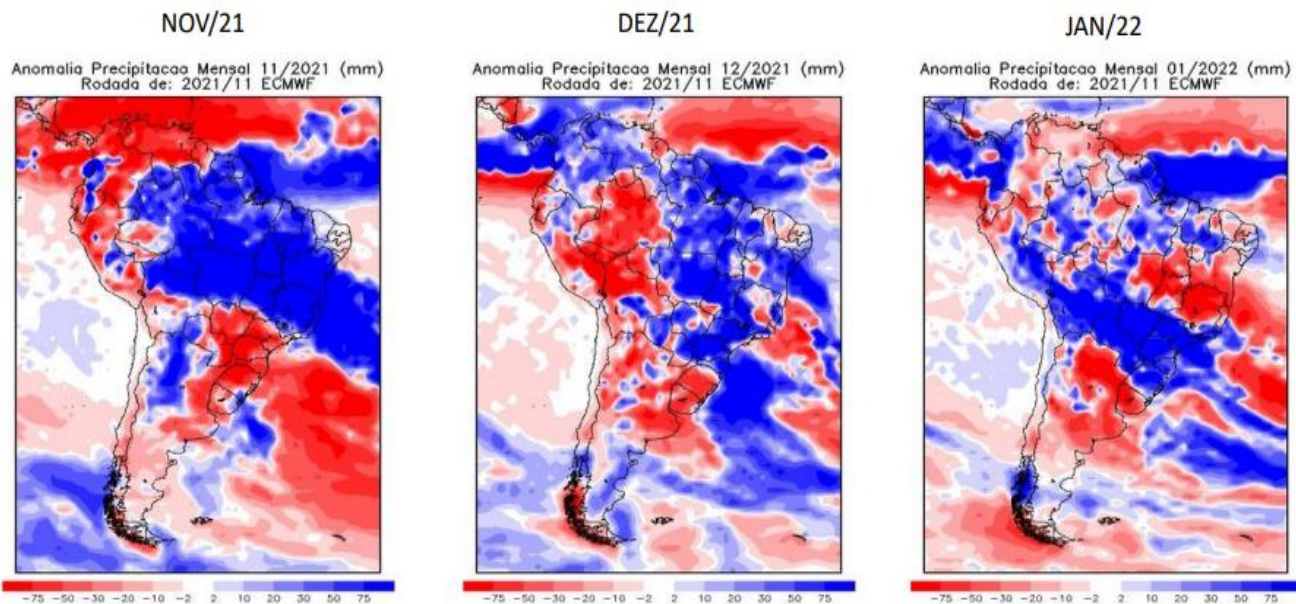 NOV/21
DEZ/21
JAN/22
Anomalia Precipitacao Mensal 11/2021 (mm)
Rodada de: 2021/11 ECMWF
Anomalia Precipitacao Mensal 12/2021 (mm)
Rodada de: 2021/11 ECMWF
Anomalia Precipitacao Mensal 01/2022 (mm)
Rodada de: 2021/11 ECMWF
−75 −50 −30 −20 −10 −2 2 10 20 30 50 75
−75 −50 −30 −20 −10 −2 2 10 20 30 50 75
−75 −50 −30 −20 −10 −2 2 10 20 30 50 75